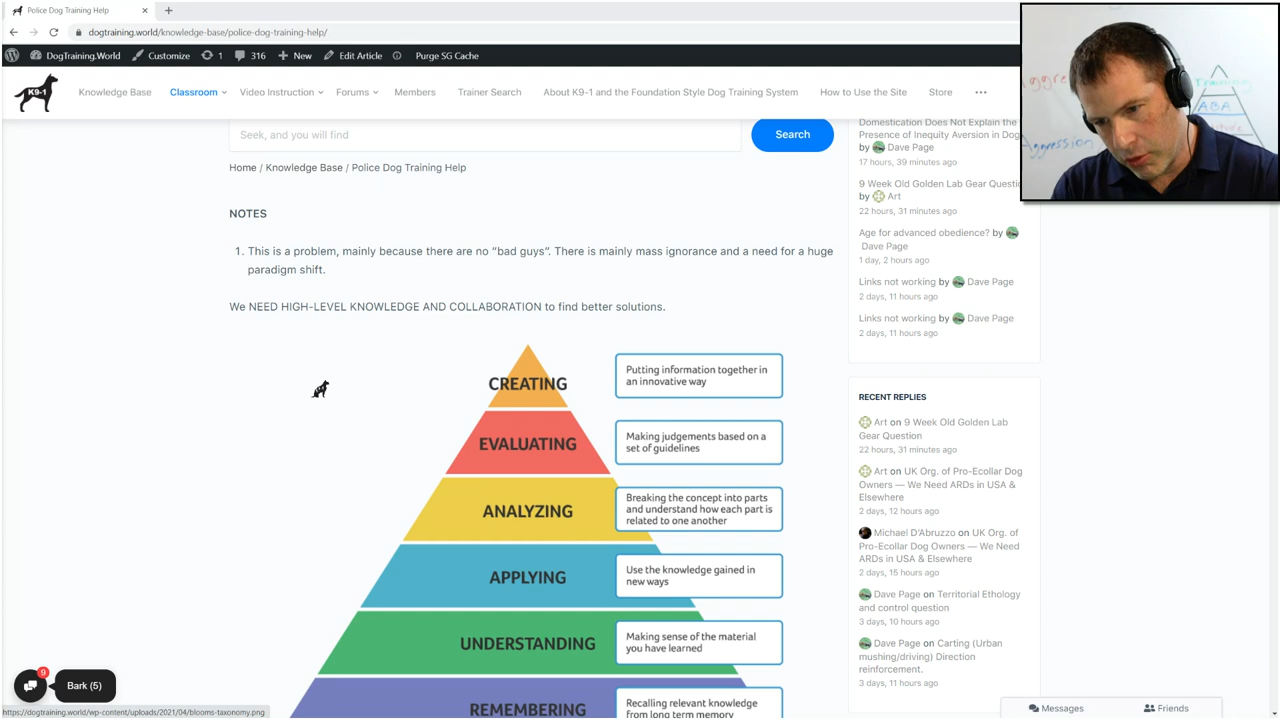 Police Dog Training Help
dogtraining.world/knowledge-base/police-dog-training-help/
DogTraining.World Customize 1 316 New Edit Article Purge SG Cache
K9-1 Knowledge Base Classroom Video Instruction Forums Members Trainer Search About K9-1 and the Foundation Style Dog Training System How to Use the Site Store
Seek, and you will find
Search
Home / Knowledge Base / Police Dog Training Help
NOTES
1. This is a problem, mainly because there are no “bad guys”. There is mainly mass ignorance and a need for a huge
paradigm shift.
We NEED HIGH-LEVEL KNOWLEDGE AND COLLABORATION to find better solutions.
CREATING
Putting information together in
an innovative way
EVALUATING
Making judgements based on a
set of guidelines
ANALYZING
Breaking the concept into parts
and understand how each part is
related to one another
APPLYING
Use the knowledge gained in
new ways
UNDERSTANDING
Making sense of the material
you have learned
REMEMBERING
Recalling relevant knowledge
from long term memory
Domestication Does Not Explain the
Presence of Inequity Aversion in Dog
by Dave Page
17 hours, 39 minutes ago
9 Week Old Golden Lab Gear Questio
by Art
22 hours, 31 minutes ago
Age for advanced obedience? by
Dave Page
1 day, 2 hours ago
Links not working by Dave Page
2 days, 11 hours ago
Links not working by Dave Page
2 days, 11 hours ago
RECENT REPLIES
Art on 9 Week Old Golden Lab
Gear Question
22 hours, 31 minutes ago
Art on UK Org. of Pro-Ecollar Dog
Owners — We Need ARDs in USA &
Elsewhere
2 days, 12 hours ago
Michael D’Abruzzo on UK Org. of
Pro-Ecollar Dog Owners — We Need
ARDs in USA & Elsewhere
2 days, 15 hours ago
Dave Page on Territorial Ethology
and control question
3 days, 10 hours ago
Dave Page on Carting (Urban
mushing/driving) Direction
reinforcement.
3 days, 11 hours ago
Training
ABA
Aggression
9
Bark (5)
https://dogtraining.world/wp-content/uploads/2021/04/blooms-taxonomy.png
Messages Friends